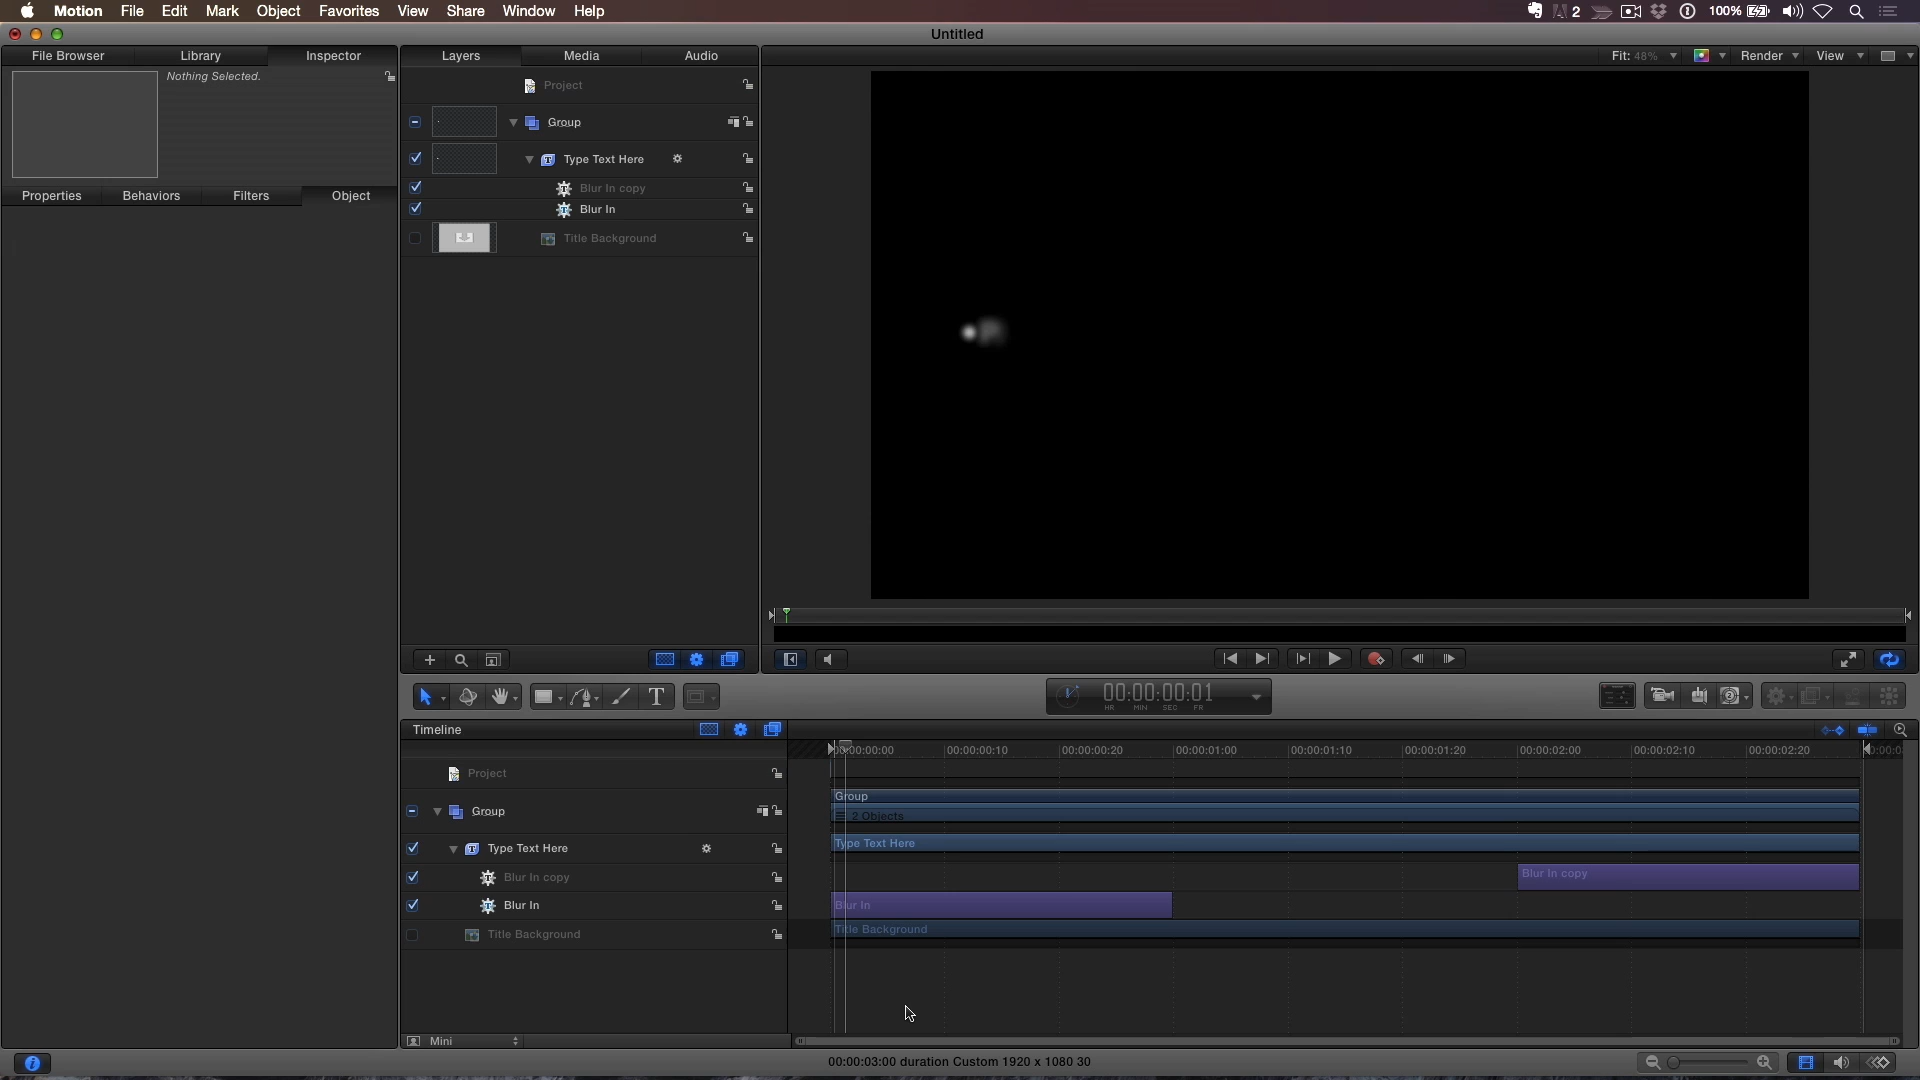 Motion File Edit Mark Object Favorites View Share Window Help
2 100%
Untitled
File Browser Library Inspector
Layers Media Audio
Fit: 48% Render View
Nothing Selected.
Project
Group
Type Text Here
Blur In copy
Blur In
Title Background
Properties Behaviors Filters Object
T
00:00:00:01
HR MIN SEC FR
Timeline
00:00:00:00 00:00:00:10 00:00:00:20 00:00:01:00 00:00:01:10 00:00:01:20 00:00:02:00 00:00:02:10 00:00:02:20
Project
Group
Group
2 Objects
Type Text Here
Type Text Here
Blur In copy
Blur In copy
Blur In
Blur In
Title Background
Title Background
Mini
00:00:03:00 duration Custom 1920 x 1080 30